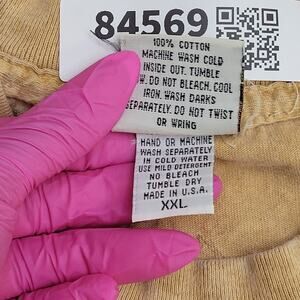 84569
100% COTTON
MACHINE WASH COLD
INSIDE OUT. TUMBLE
DO NOT BLEACH. COOL
IRON. WASH DARKS
SEPARATELY. DO NOT TWIST
OR WRING
HAND OR MACHINE
WASH SEPARATELY
IN COLD WATER
USE MILD DETERGENT
NO BLEACH
TUMBLE DRY
MADE IN U.S.A.
XXL